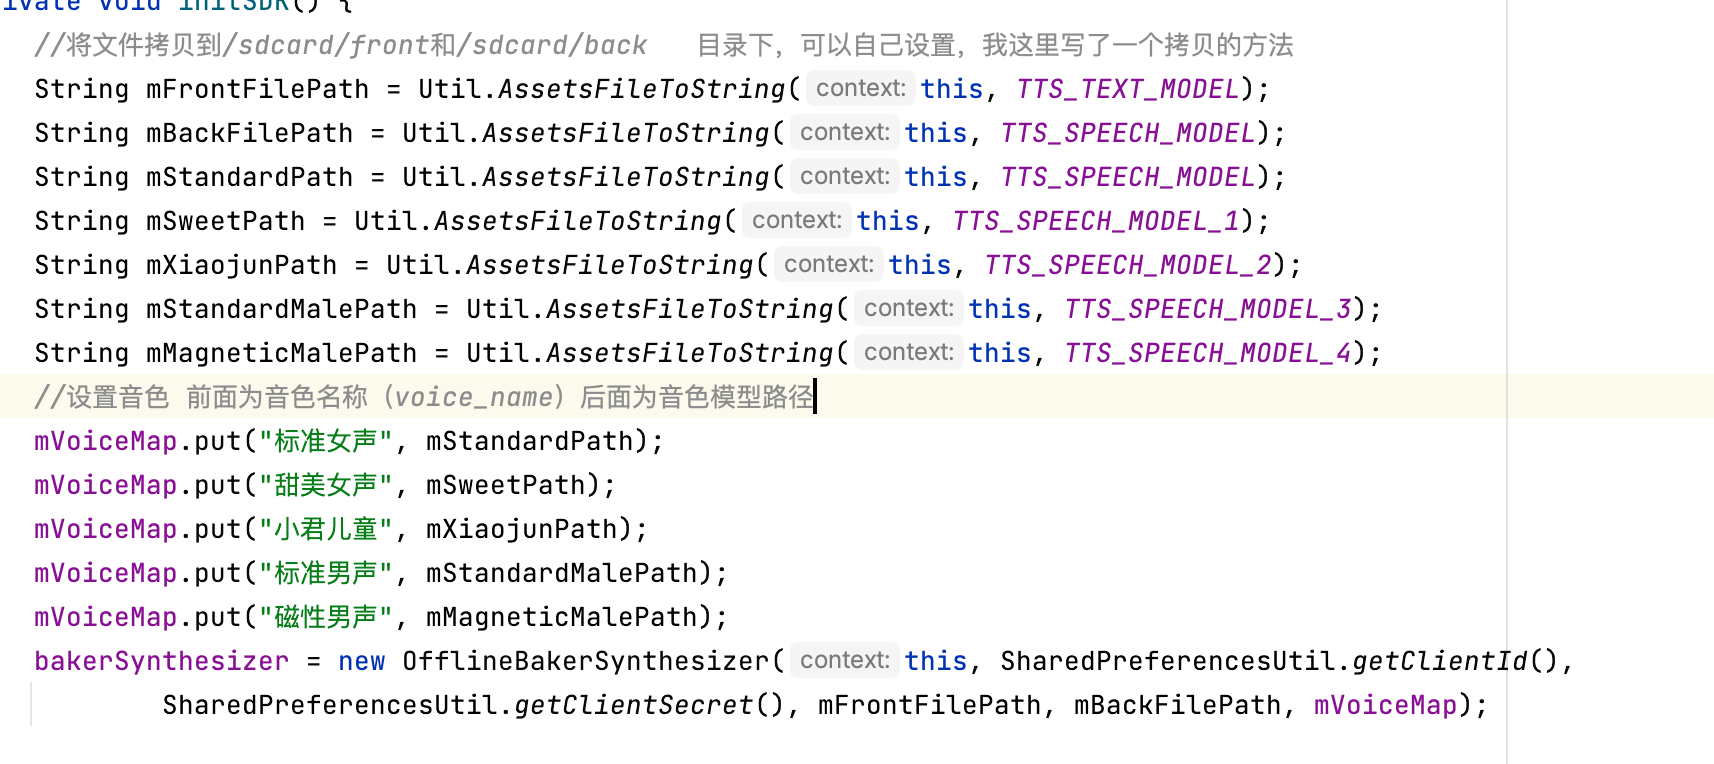 ivate void initSDK() {
//将文件拷贝到/sdcard/front和/sdcard/back   目录下，可以自己设置，我这里写了一个拷贝的方法
String mFrontFilePath = Util.AssetsFileToString( context: this, TTS_TEXT_MODEL);
String mBackFilePath = Util.AssetsFileToString( context: this, TTS_SPEECH_MODEL);
String mStandardPath = Util.AssetsFileToString( context: this, TTS_SPEECH_MODEL);
String mSweetPath = Util.AssetsFileToString( context: this, TTS_SPEECH_MODEL_1);
String mXiaojunPath = Util.AssetsFileToString( context: this, TTS_SPEECH_MODEL_2);
String mStandardMalePath = Util.AssetsFileToString( context: this, TTS_SPEECH_MODEL_3);
String mMagneticMalePath = Util.AssetsFileToString( context: this, TTS_SPEECH_MODEL_4);
//设置音色 前面为音色名称（voice_name）后面为音色模型路径
mVoiceMap.put("标准女声", mStandardPath);
mVoiceMap.put("甜美女声", mSweetPath);
mVoiceMap.put("小君儿童", mXiaojunPath);
mVoiceMap.put("标准男声", mStandardMalePath);
mVoiceMap.put("磁性男声", mMagneticMalePath);
bakerSynthesizer = new OfflineBakerSynthesizer( context: this, SharedPreferencesUtil.getClientId(),
SharedPreferencesUtil.getClientSecret(), mFrontFilePath, mBackFilePath, mVoiceMap);